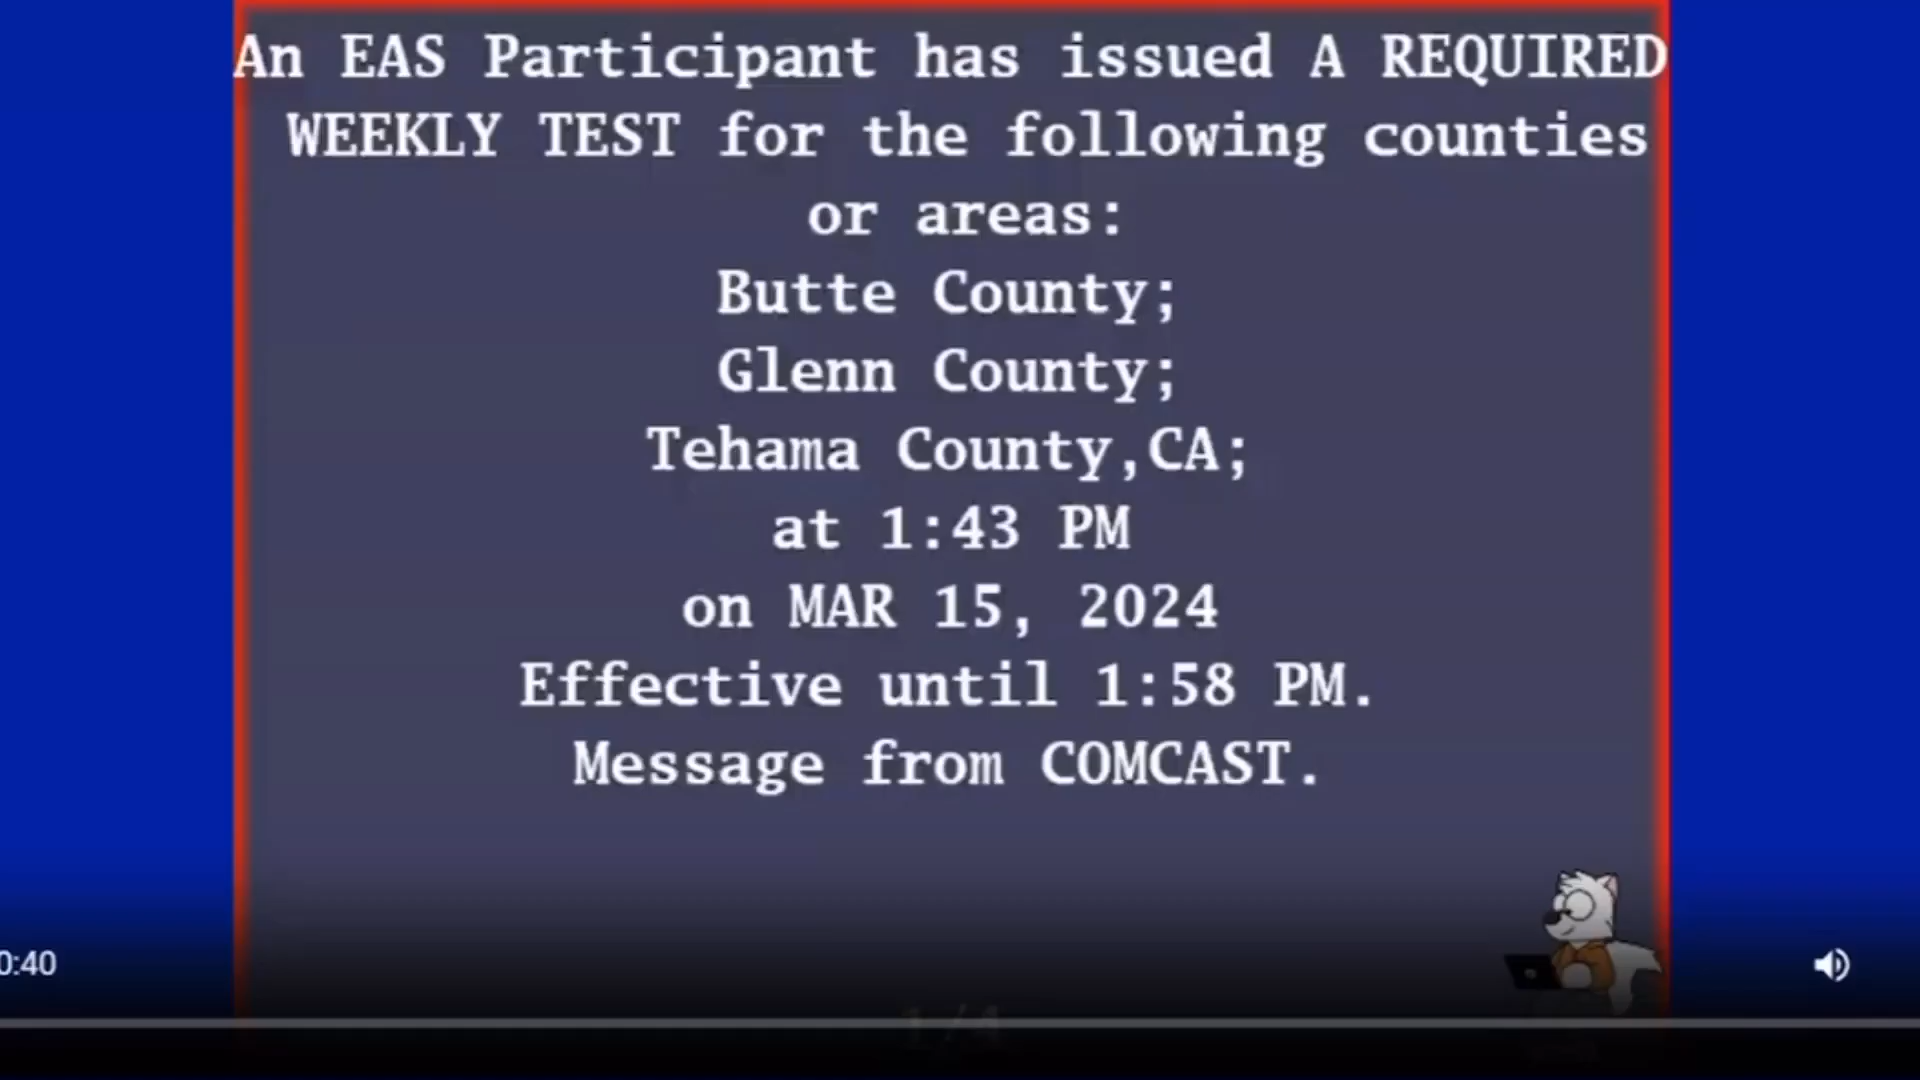 An EAS Participant has issued A REQUIRED
WEEKLY TEST for the following counties
or areas:
Butte County;
Glenn County;
Tehama County,CA;
at 1:43 PM
on MAR 15, 2024
Effective until 1:58 PM.
Message from COMCAST.
0:40
1/4